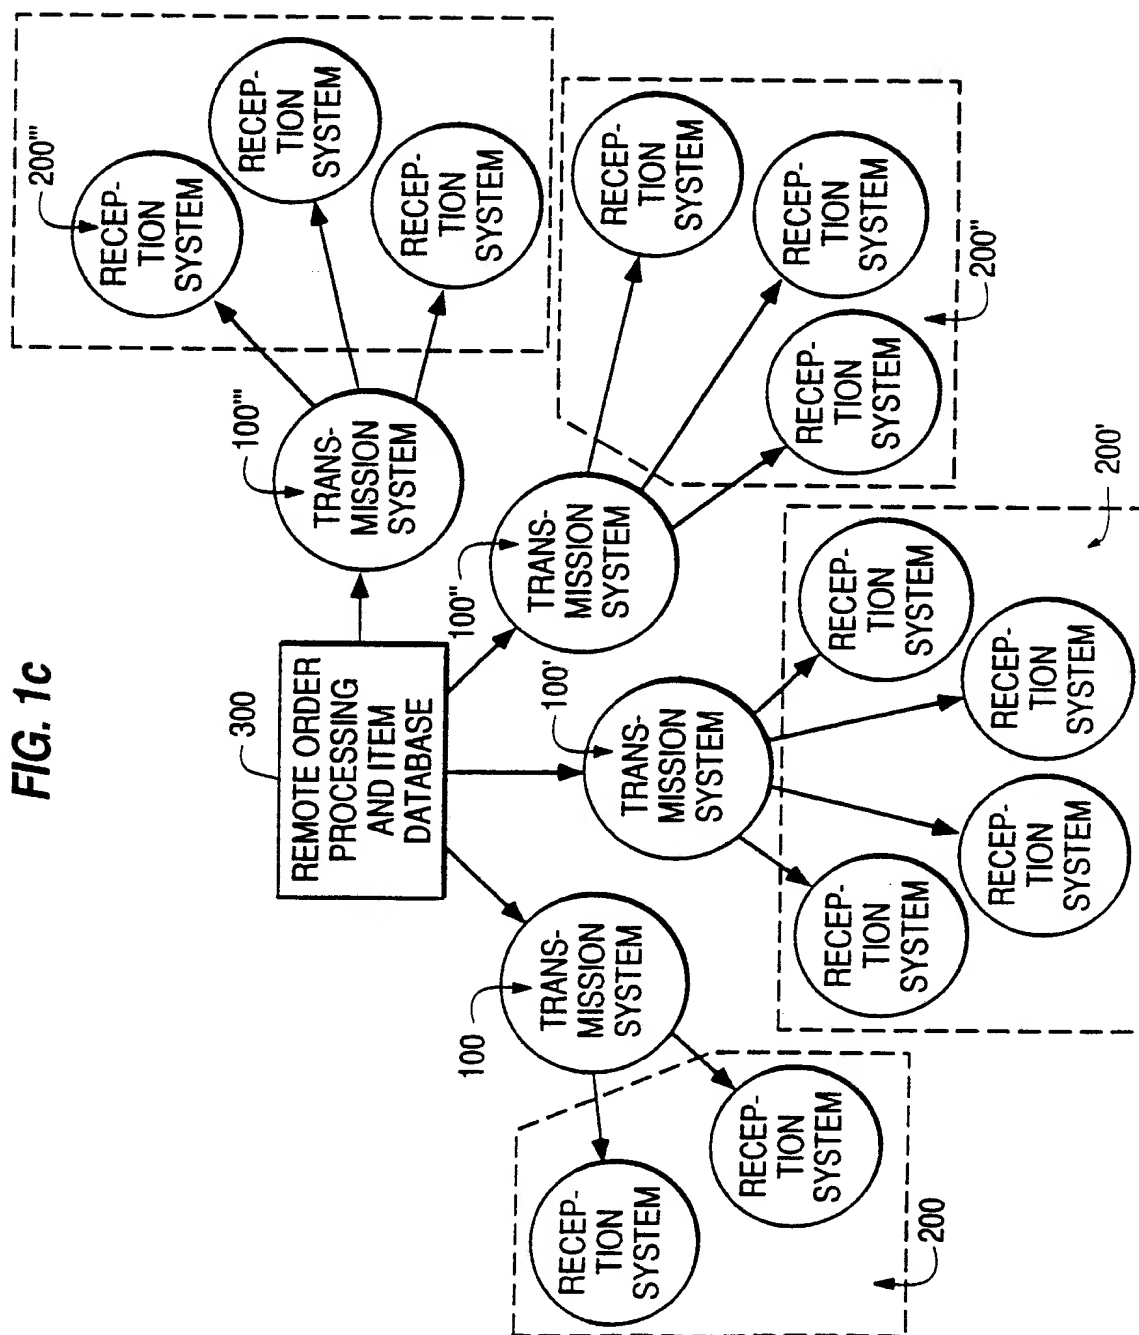 FIG. 1c
300
REMOTE ORDER
PROCESSING
AND ITEM
DATABASE
100
TRANS-
MISSION
SYSTEM
100'
TRANS-
MISSION
SYSTEM
100''
TRANS-
MISSION
SYSTEM
100'''
TRANS-
MISSION
SYSTEM
RECEP-
TION
SYSTEM
RECEP-
TION
SYSTEM
200
RECEP-
TION
SYSTEM
RECEP-
TION
SYSTEM
RECEP-
TION
SYSTEM
RECEP-
TION
SYSTEM
200'
RECEP-
TION
SYSTEM
RECEP-
TION
SYSTEM
RECEP-
TION
SYSTEM
200''
200''''
RECEP-
TION
SYSTEM
RECEP-
TION
SYSTEM
RECEP-
TION
SYSTEM